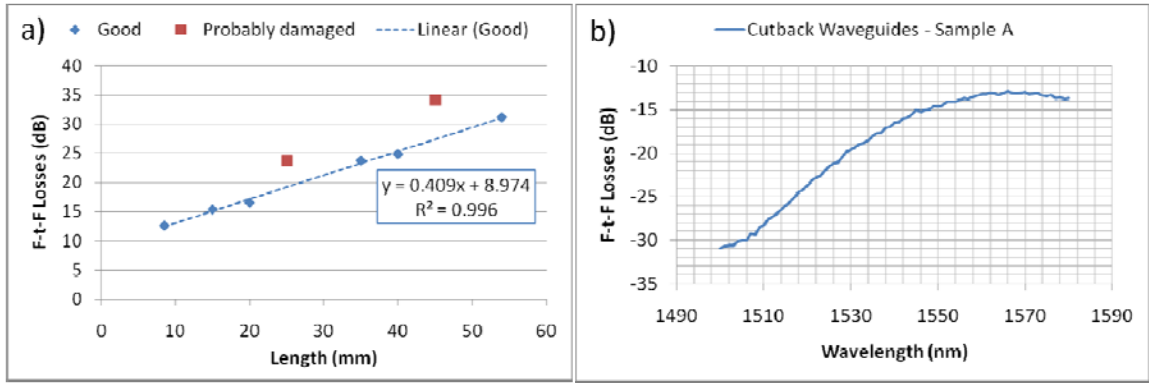 a)
Good
Probably damaged
Linear (Good)
F-t-F Losses (dB)
40
35
30
25
20
15
10
5
0
y = 0.409x + 8.974
R² = 0.996
0 10 20 30 40 50 60
Length (mm)
b)
Cutback Waveguides - Sample A
F-t-F Losses (dB)
-10
-15
-20
-25
-30
-35
1490 1510 1530 1550 1570 1590
Wavelength (nm)